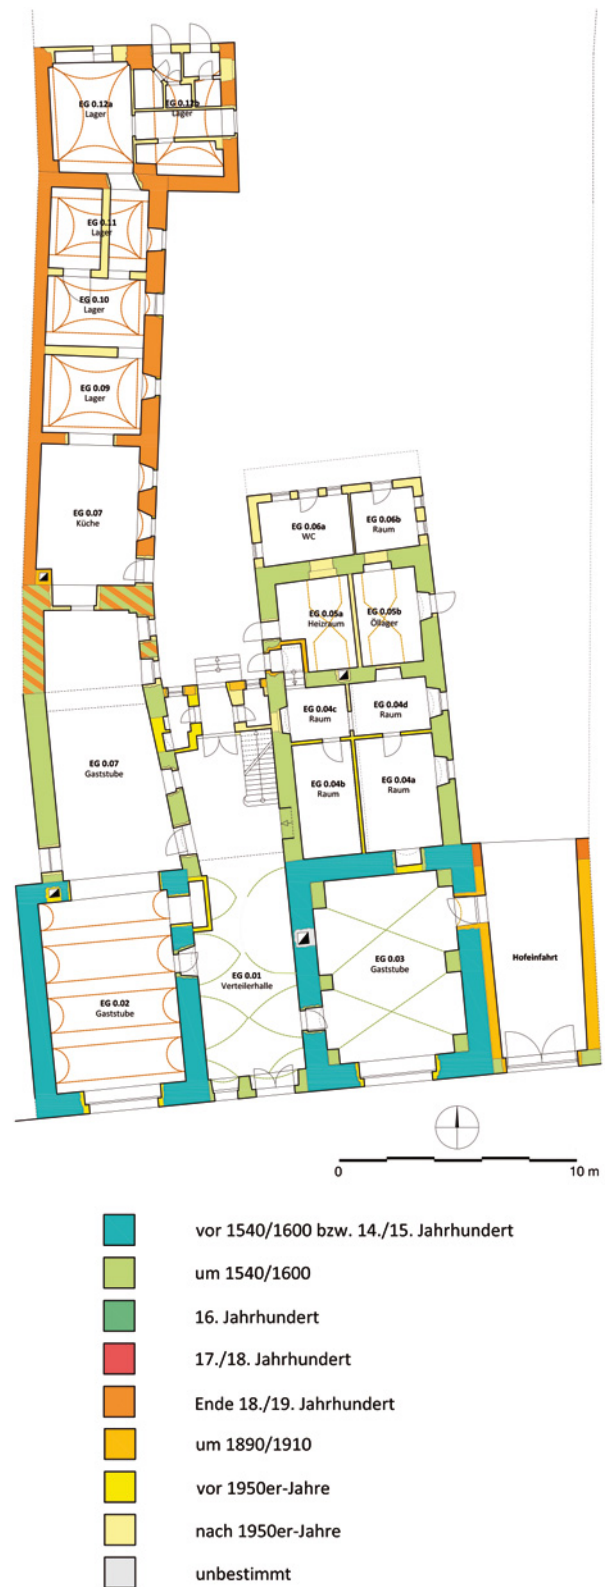 EG 0.12a
Lager
EG 0.12b
Lager
EG 0.11
Lager
EG 0.10
Lager
EG 0.09
Lager
EG 0.07
Küche
EG 0.06a
WC
EG 0.06b
Raum
EG 0.05a
Heizraum
EG 0.05b
Öllager
EG 0.04c
Raum
EG 0.04d
Raum
EG 0.07
Gaststube
EG 0.04b
Raum
EG 0.04a
Raum
EG 0.03
Gaststube
Hofeinfahrt
EG 0.01
Verteilerhalle
EG 0.02
Gaststube
0 10 m
vor 1540/1600 bzw. 14./15. Jahrhundert
um 1540/1600
16. Jahrhundert
17./18. Jahrhundert
Ende 18./19. Jahrhundert
um 1890/1910
vor 1950er-Jahre
nach 1950er-Jahre
unbestimmt